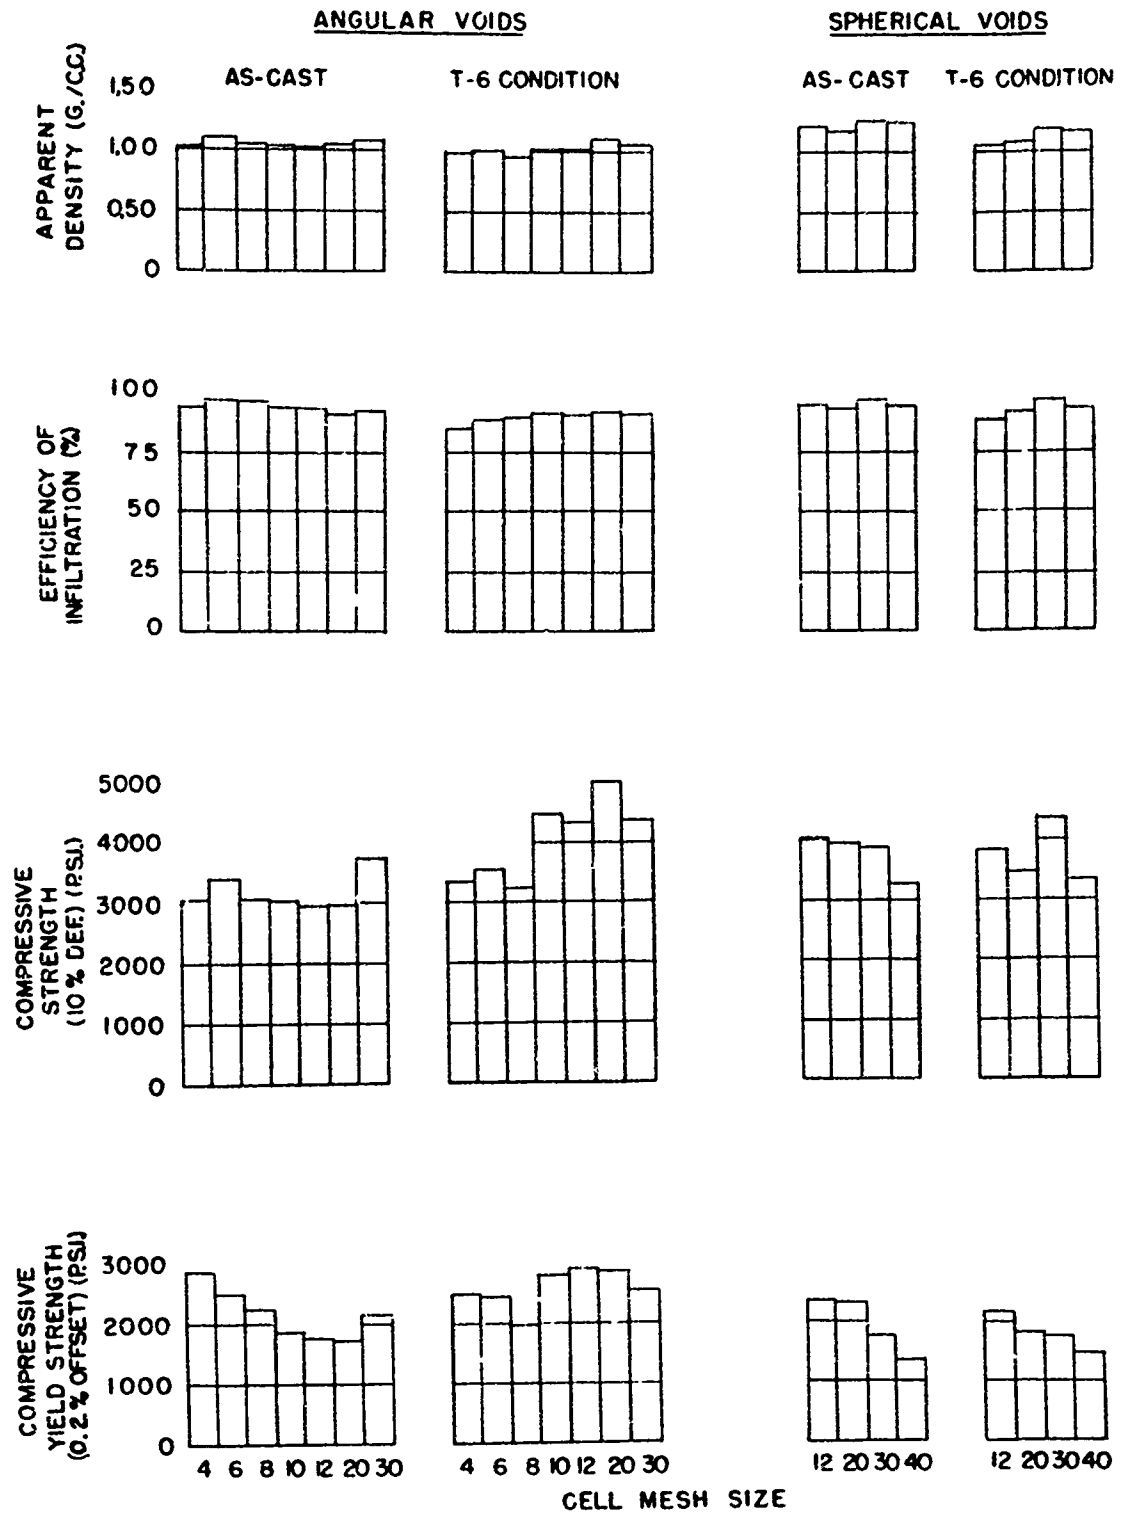 ANGULAR VOIDS
SPHERICAL VOIDS
AS-CAST
T-6 CONDITION
AS-CAST
T-6 CONDITION
APPARENT
DENSITY (G./C.C.)
1.50
1.00
0.50
0
EFFICIENCY OF
INFILTRATION (%)
100
75
50
25
0
COMPRESSIVE
STRENGTH
(10% DEF.) (P.S.I.)
5000
4000
3000
2000
1000
0
COMPRESSIVE
YIELD STRENGTH
(0.2% OFFSET) (P.S.I.)
3000
2000
1000
0
4 6 8 10 12 20 30
4 6 8 10 12 20 30
12 20 30 40
12 20 30 40
CELL MESH SIZE